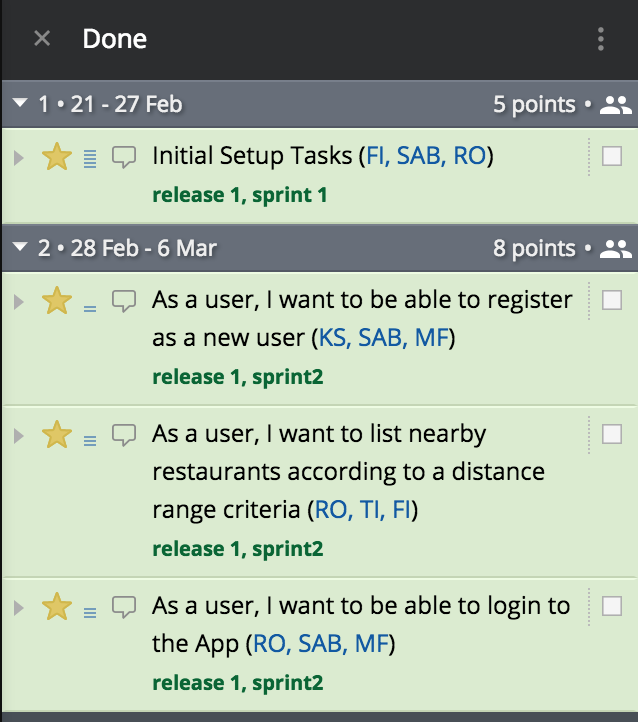 Done
1 • 21 - 27 Feb 5 points •
Initial Setup Tasks (FI, SAB, RO)
release 1, sprint 1
2 • 28 Feb - 6 Mar 8 points •
As a user, I want to be able to register
as a new user (KS, SAB, MF)
release 1, sprint2
As a user, I want to list nearby
restaurants according to a distance
range criteria (RO, TI, FI)
release 1, sprint2
As a user, I want to be able to login to
the App (RO, SAB, MF)
release 1, sprint2